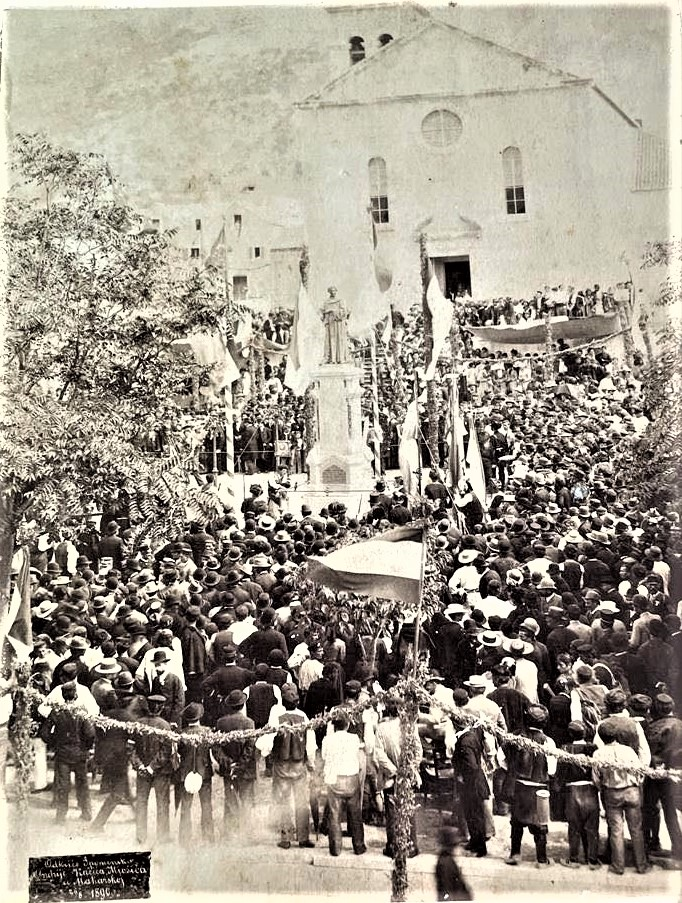 Otkriće Spomenika
Andrije Kačića Miošića
u Makarskoj
1890.